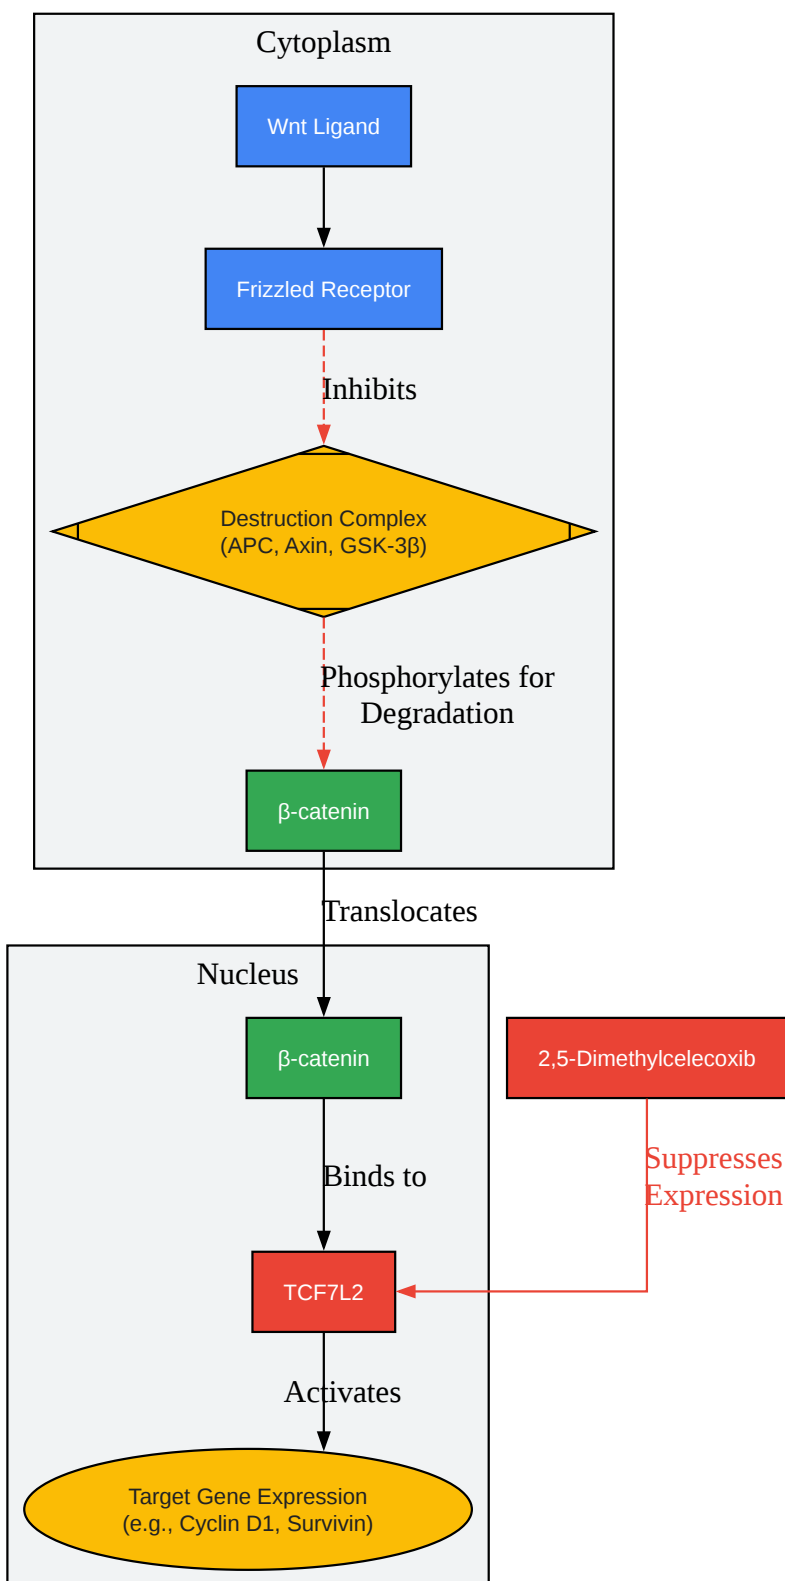 Cytoplasm
Wnt Ligand
Frizzled Receptor
Inhibits
Destruction Complex
(APC, Axin, GSK-3β)
Phosphorylates for
Degradation
β-catenin
Translocates
Nucleus
β-catenin
2,5-Dimethylcelecoxib
Binds to
Suppresses
Expression
TCF7L2
Activates
Target Gene Expression
(e.g., Cyclin D1, Survivin)